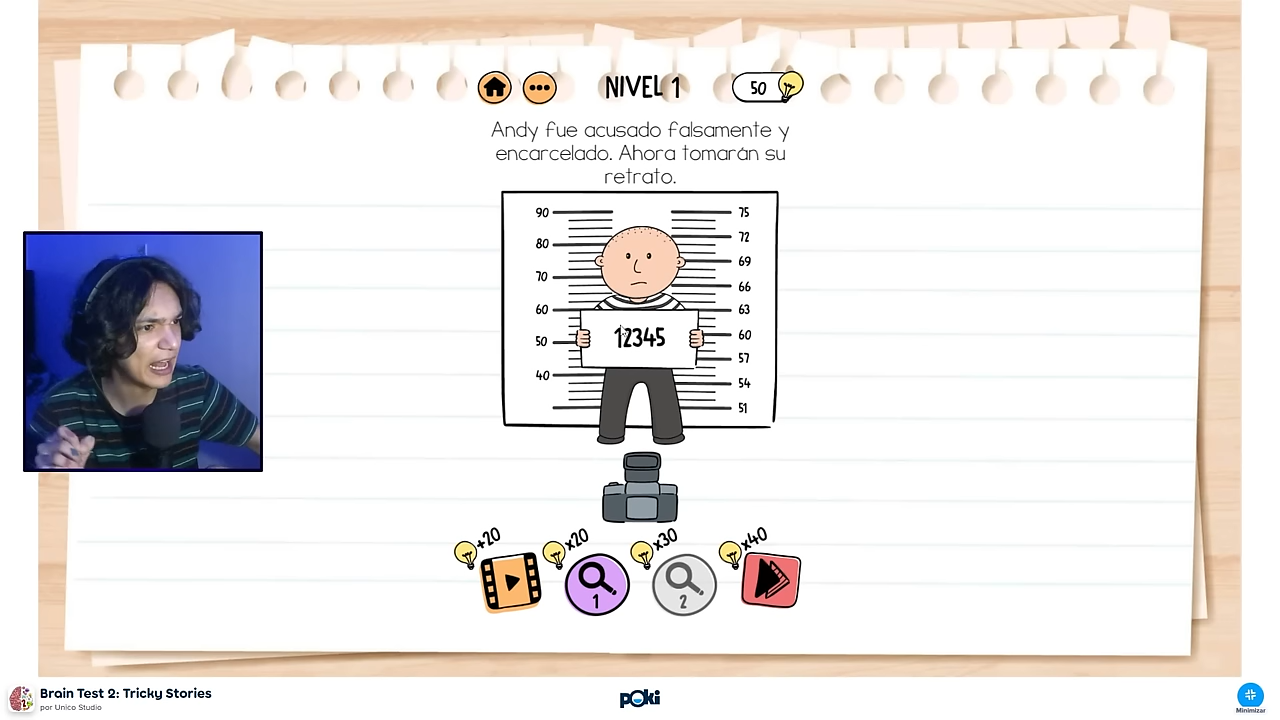 NIVEL 1
50
Andy fue acusado falsamente y
encarcelado. Ahora tomarán su
retrato.
90
80
70
60
50
40
75
72
69
66
63
60
57
54
51
12345
+20
x20
x30
x40
1
2
Brain Test 2: Tricky Stories
por Unico Studio
poki
Minimizar